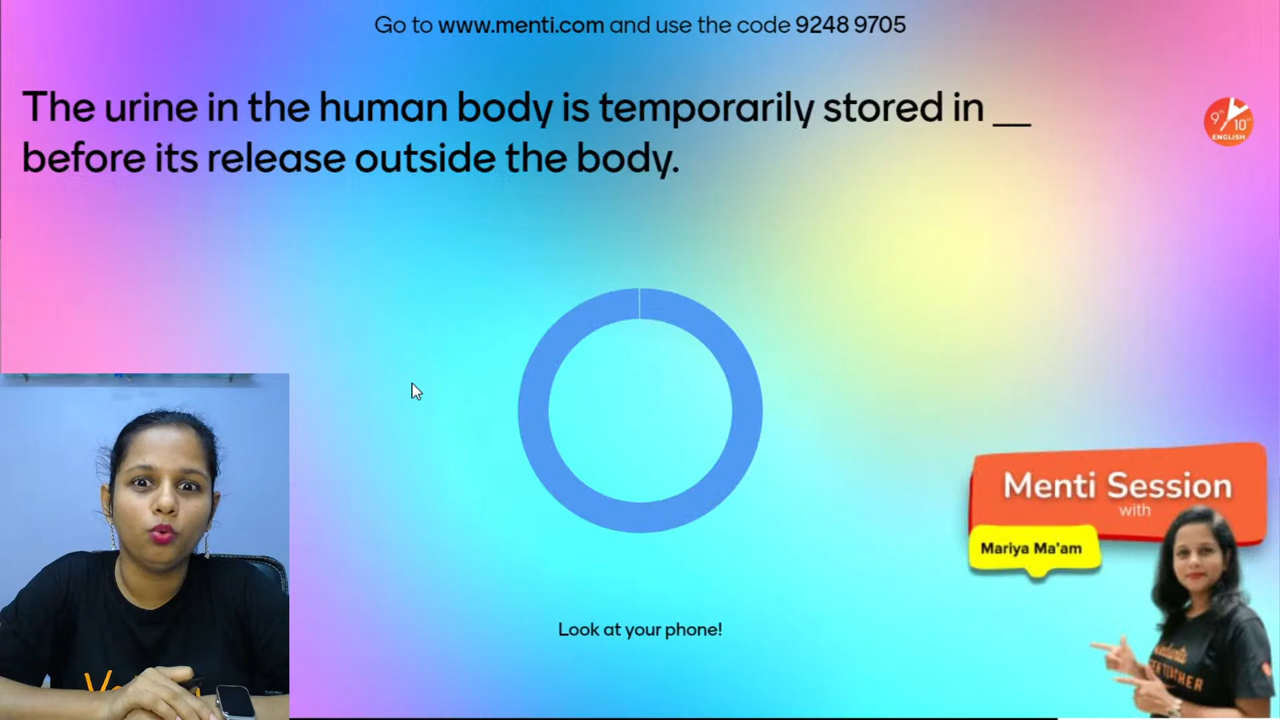 Go to www.menti.com and use the code 9248 9705
The urine in the human body is temporarily stored in __
before its release outside the body.
9th 10th
ENGLISH
Menti Session
with
Mariya Ma'am
Look at your phone!